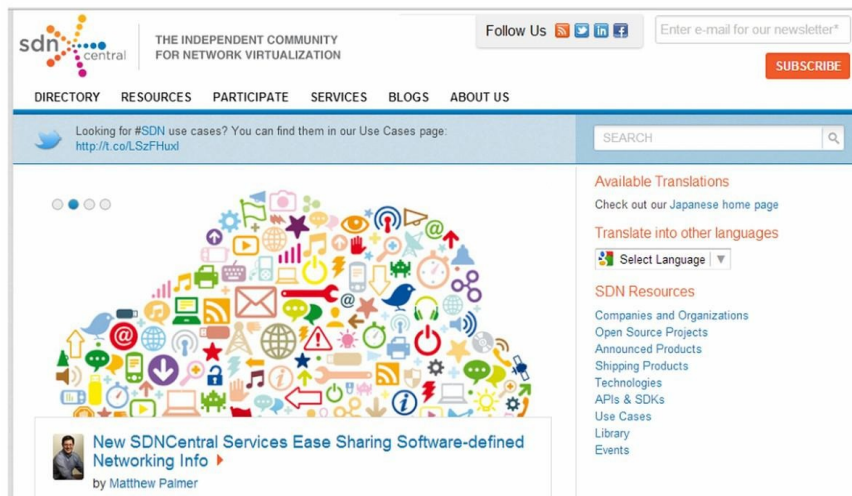 sdn central
THE INDEPENDENT COMMUNITY
FOR NETWORK VIRTUALIZATION
Follow Us
Enter e-mail for our newsletter*
SUBSCRIBE
DIRECTORY RESOURCES PARTICIPATE SERVICES BLOGS ABOUT US
Looking for #SDN use cases? You can find them in our Use Cases page:
http://t.co/LSzFHuxl
SEARCH
Available Translations
Check out our Japanese home page
Translate into other languages
Select Language
SDN Resources
Companies and Organizations
Open Source Projects
Announced Products
Shipping Products
Technologies
APIs & SDKs
Use Cases
Library
Events
New SDNCentral Services Ease Sharing Software-defined
Networking Info
by Matthew Palmer